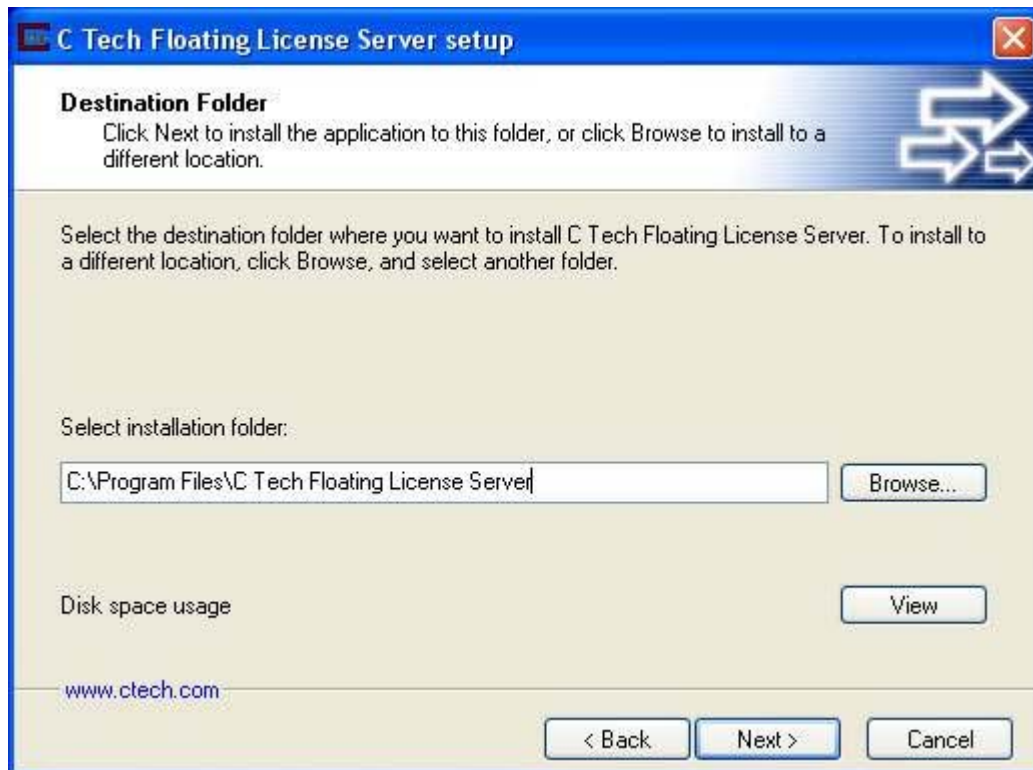 C Tech Floating License Server setup
Destination Folder
Click Next to install the application to this folder, or click Browse to install to a
different location.
Select the destination folder where you want to install C Tech Floating License Server. To install to
a different location, click Browse, and select another folder.
Select installation folder:
C:\Program Files\C Tech Floating License Server
Browse...
Disk space usage
View
www.ctech.com
< Back
Next >
Cancel